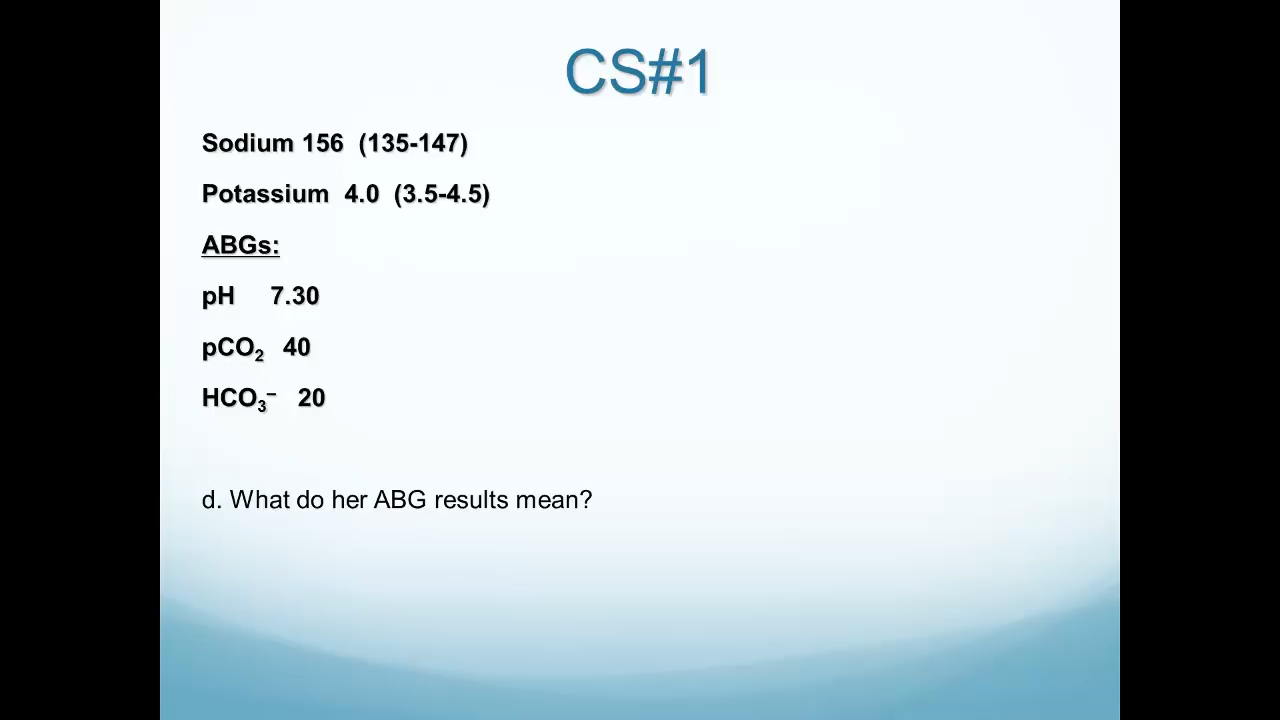 CS#1
Sodium 156 (135-147)
Potassium 4.0 (3.5-4.5)
ABGs:
pH 7.30
pCO₂ 40
HCO₃⁻ 20
d. What do her ABG results mean?